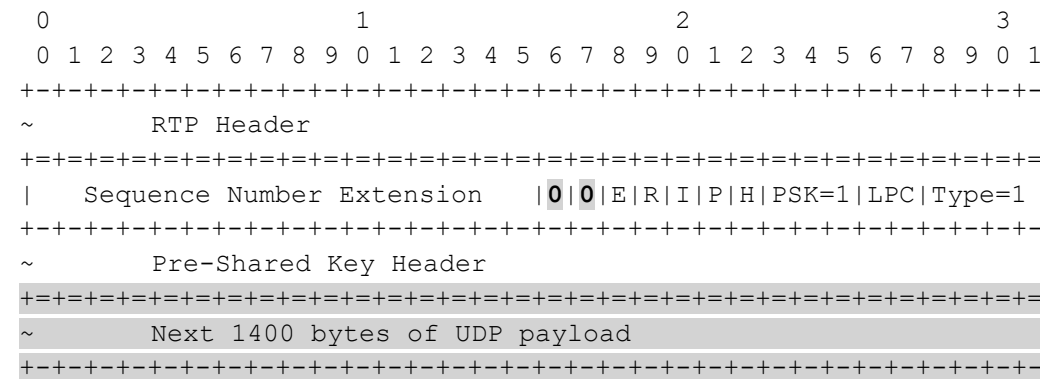 0                   1                   2                   3
 0 1 2 3 4 5 6 7 8 9 0 1 2 3 4 5 6 7 8 9 0 1 2 3 4 5 6 7 8 9 0 1
+-+-+-+-+-+-+-+-+-+-+-+-+-+-+-+-+-+-+-+-+-+-+-+-+-+-+-+-+-+-+-+-
~       RTP Header
+=+=+=+=+=+=+=+=+=+=+=+=+=+=+=+=+=+=+=+=+=+=+=+=+=+=+=+=+=+=+=+=
|   Sequence Number Extension   |0|0|E|R|I|P|H|PSK=1|LPC|Type=1
+-+-+-+-+-+-+-+-+-+-+-+-+-+-+-+-+-+-+-+-+-+-+-+-+-+-+-+-+-+-+-+-
~       Pre-Shared Key Header
+=+=+=+=+=+=+=+=+=+=+=+=+=+=+=+=+=+=+=+=+=+=+=+=+=+=+=+=+=+=+=+=
~       Next 1400 bytes of UDP payload
+-+-+-+-+-+-+-+-+-+-+-+-+-+-+-+-+-+-+-+-+-+-+-+-+-+-+-+-+-+-+-+-